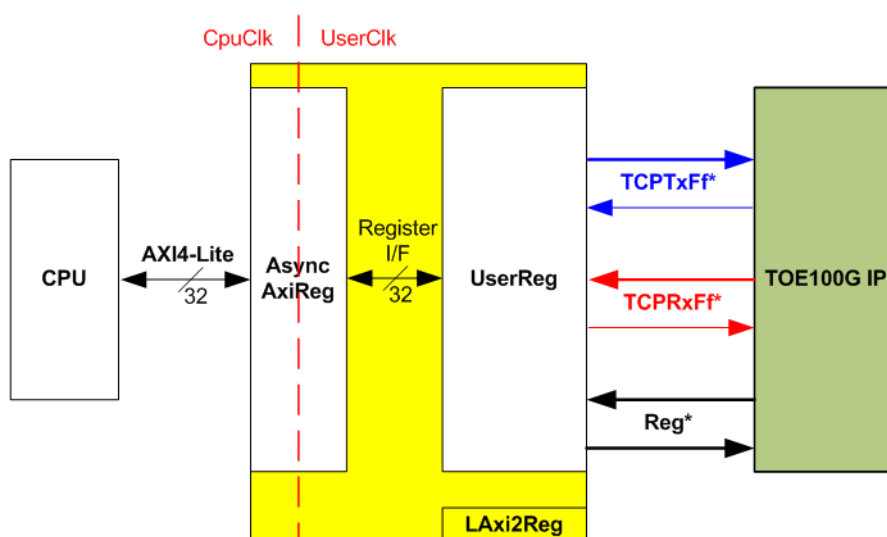 CpuClk
UserClk
CPU
AXI4-Lite
32
Async
AxiReg
Register
I/F
32
UserReg
TCPTxFf*
TCPRxFf*
Reg*
TOE100G IP
LAxi2Reg